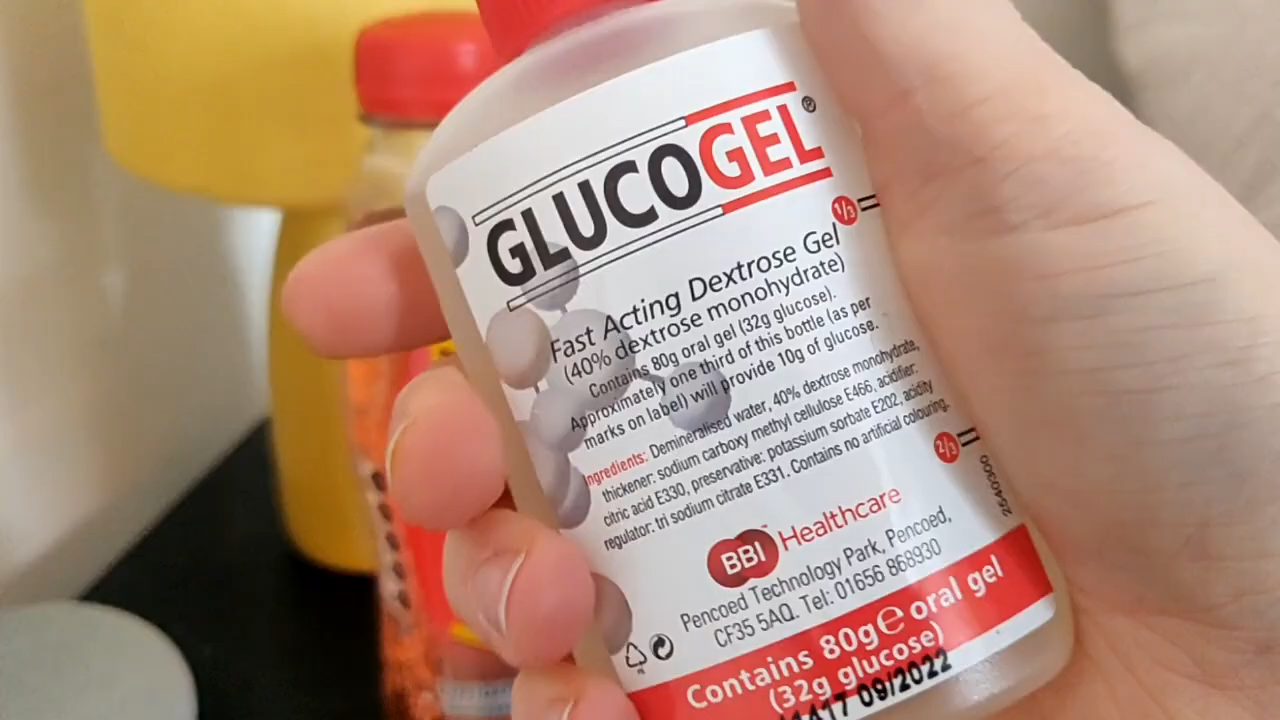 GLUCOGEL®
1/3
Fast Acting Dextrose Gel
(40% dextrose monohydrate)
Contains 80g oral gel (32g glucose).
Approximately one third of this bottle (as per
marks on label) will provide 10g of glucose.
Ingredients: Demineralised water, 40% dextrose monohydrate,
thickener: sodium carboxy methyl cellulose E466, acidifier:
citric acid E330, preservative: potassium sorbate E202, acidity
regulator: tri sodium citrate E331. Contains no artificial colouring.
2/3
2640300
BBI™ Healthcare
Pencoed Technology Park, Pencoed,
CF35 5AQ. Tel: 01656 868930
Contains 80g℮ oral gel
(32g glucose)
1417 09/2022